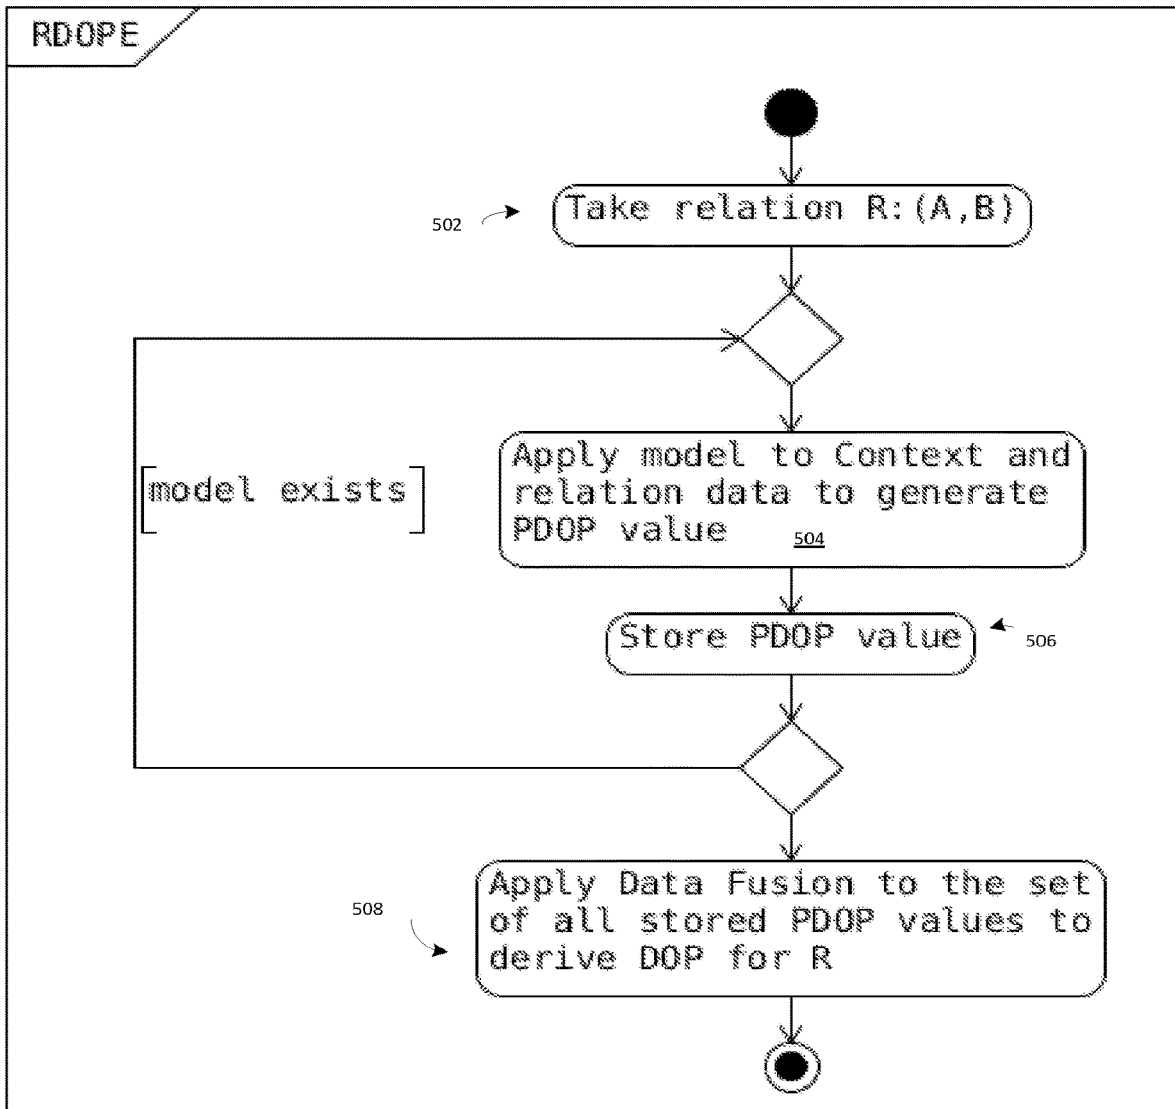 RDOPE
Take relation R:(A,B)
502
[model exists]
Apply model to Context and
relation data to generate
PDOP value
504
Store PDOP value
506
Apply Data Fusion to the set
of all stored PDOP values to
derive DOP for R
508